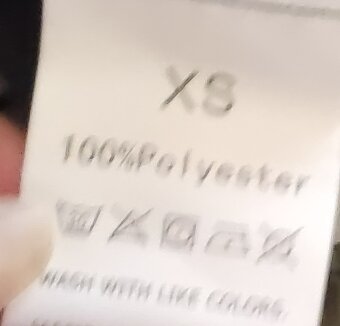 XS
100%Polyester
WASH WITH LIKE COLORS